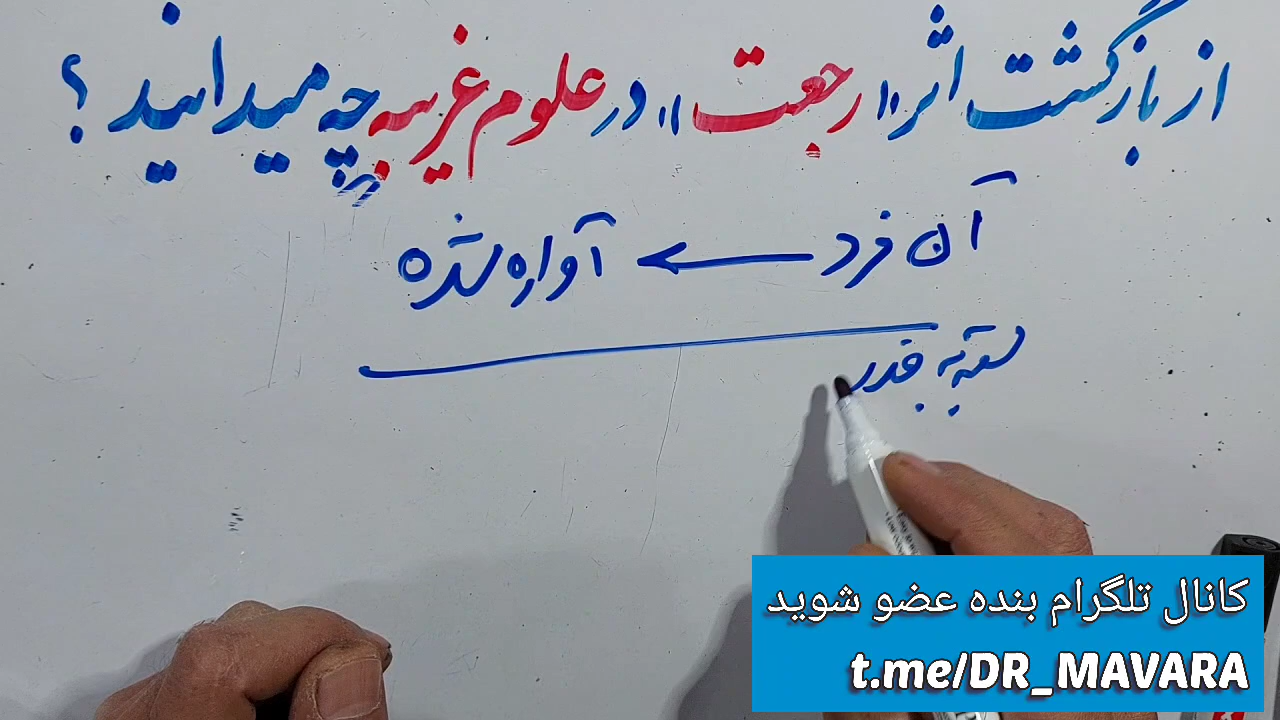 از بازگشت اثر «رجعت» در علوم غریبه چه میدانید ؟
آن فرد ← آواره شده
بسته به قدر
کانال تلگرام بنده عضو شوید
t.me/DR_MAVARA